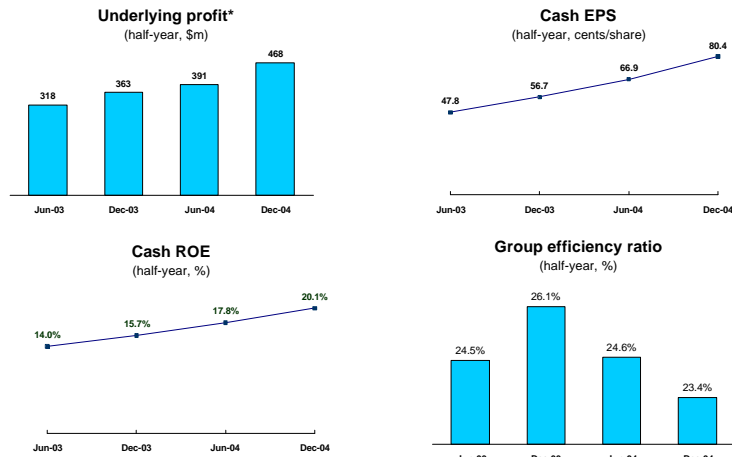 Underlying profit*
(half-year, $m)
318
363
391
468
Jun-03
Dec-03
Jun-04
Dec-04
Cash EPS
(half-year, cents/share)
47.8
56.7
66.9
80.4
Jun-03
Dec-03
Jun-04
Dec-04
Cash ROE
(half-year, %)
14.0%
15.7%
17.8%
20.1%
Jun-03
Dec-03
Jun-04
Dec-04
Group efficiency ratio
(half-year, %)
24.5%
26.1%
24.6%
23.4%